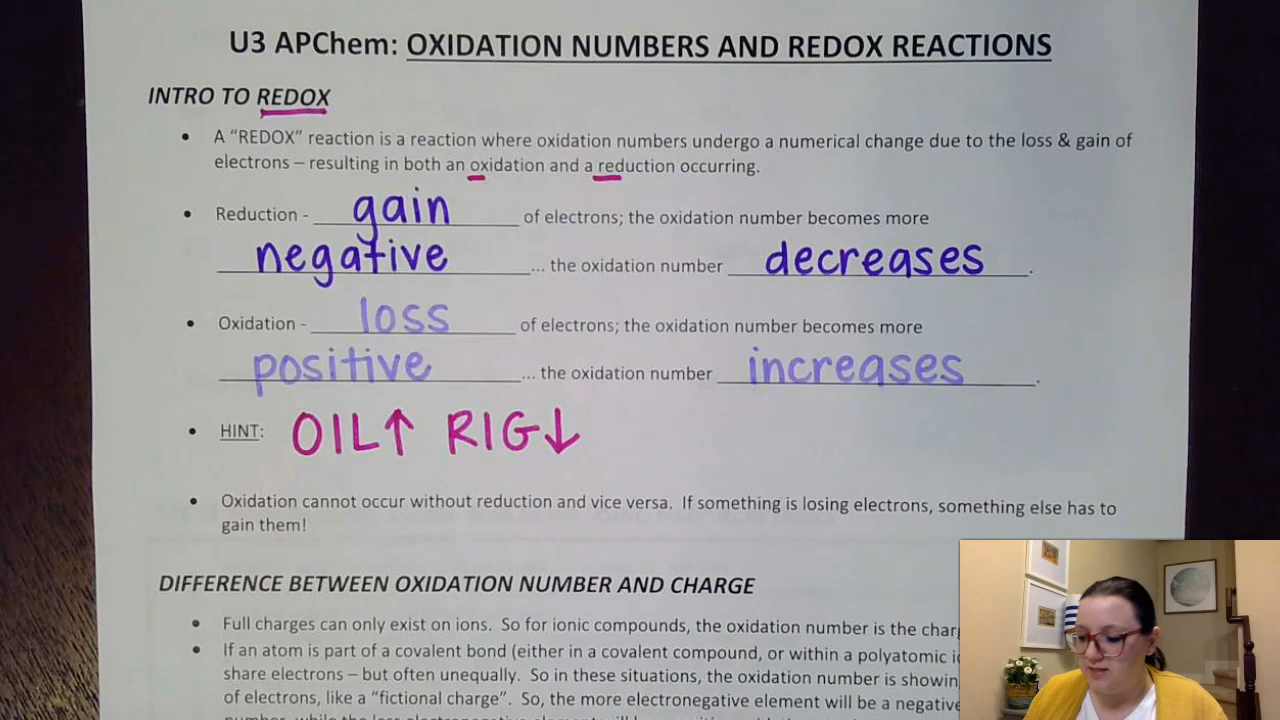 U3 APChem: OXIDATION NUMBERS AND REDOX REACTIONS
INTRO TO REDOX
• A “REDOX” reaction is a reaction where oxidation numbers undergo a numerical change due to the loss & gain of
electrons – resulting in both an oxidation and a reduction occurring.
• Reduction - gain of electrons; the oxidation number becomes more
negative ... the oxidation number decreases.
• Oxidation - loss of electrons; the oxidation number becomes more
positive ... the oxidation number increases.
• HINT: OIL↑ RIG↓
• Oxidation cannot occur without reduction and vice versa. If something is losing electrons, something else has to
gain them!
DIFFERENCE BETWEEN OXIDATION NUMBER AND CHARGE
• Full charges can only exist on ions. So for ionic compounds, the oxidation number is the
• If an atom is part of a covalent bond (either in a covalent compound, or within a polyatomic
share electrons – but often unequally. So in these situations, the oxidation number is
of electrons, like a “fictional charge”. So, the more electronegative element will be a negative